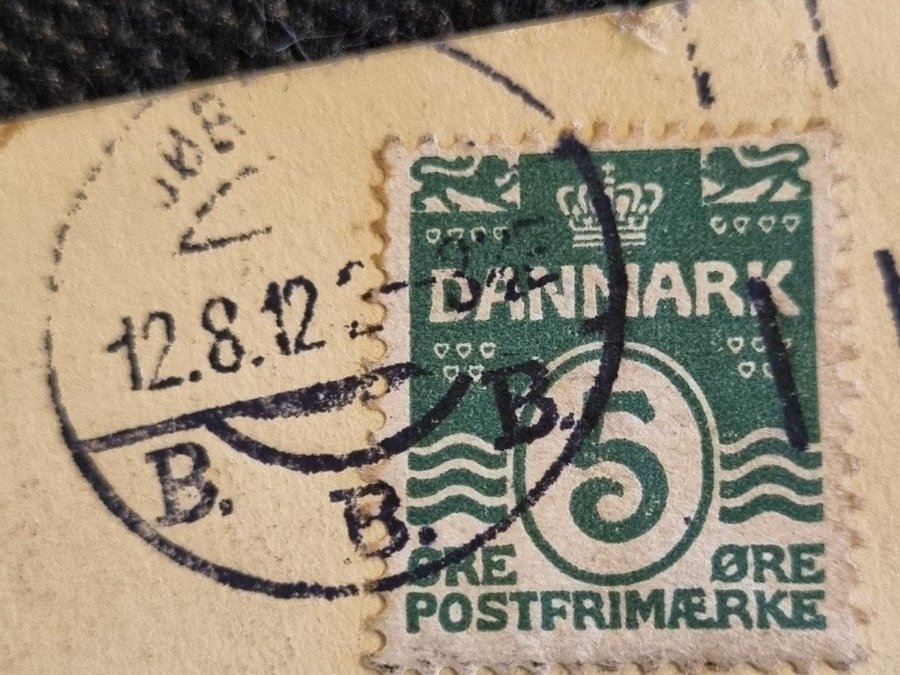 12.8.12
B. B. B.
DANMARK
5
ØRE ØRE
POSTFRIMÆRKE